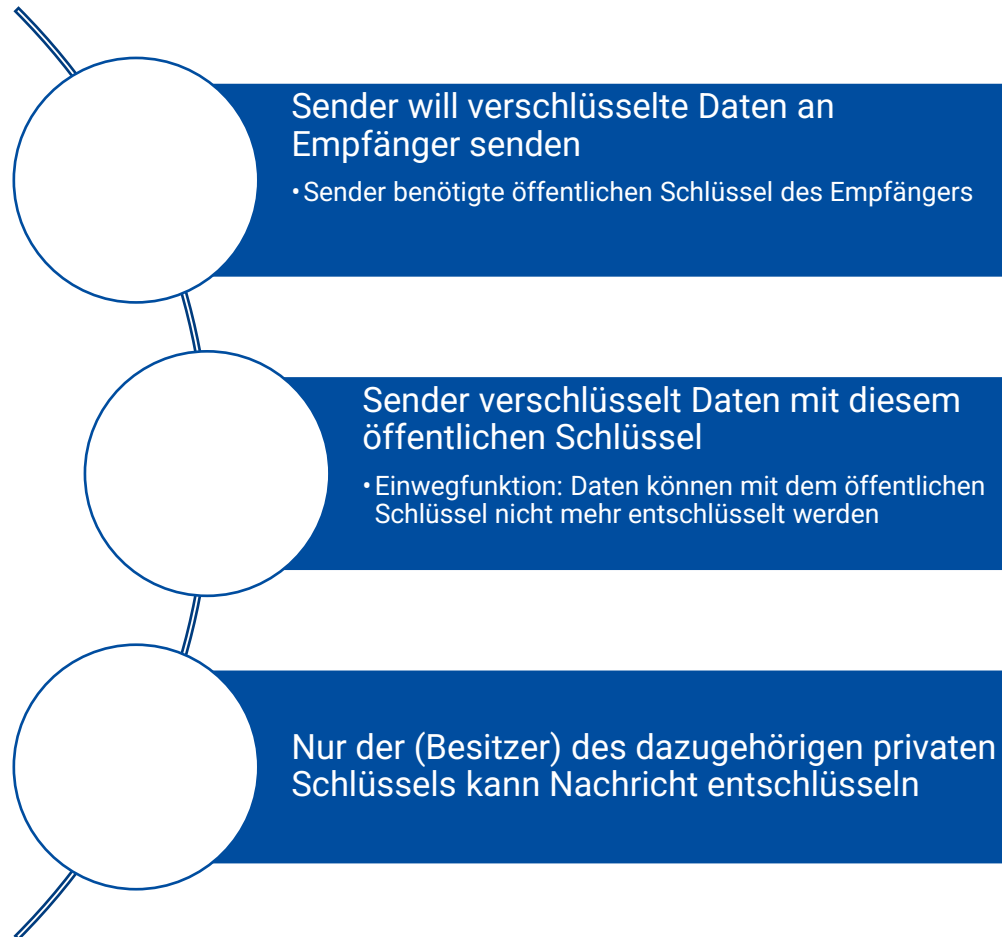 Sender will verschlüsselte Daten an
Empfänger senden
• Sender benötigte öffentlichen Schlüssel des Empfängers
Sender verschlüsselt Daten mit diesem
öffentlichen Schlüssel
• Einwegfunktion: Daten können mit dem öffentlichen
Schlüssel nicht mehr entschlüsselt werden
Nur der (Besitzer) des dazugehörigen privaten
Schlüssels kann Nachricht entschlüsseln